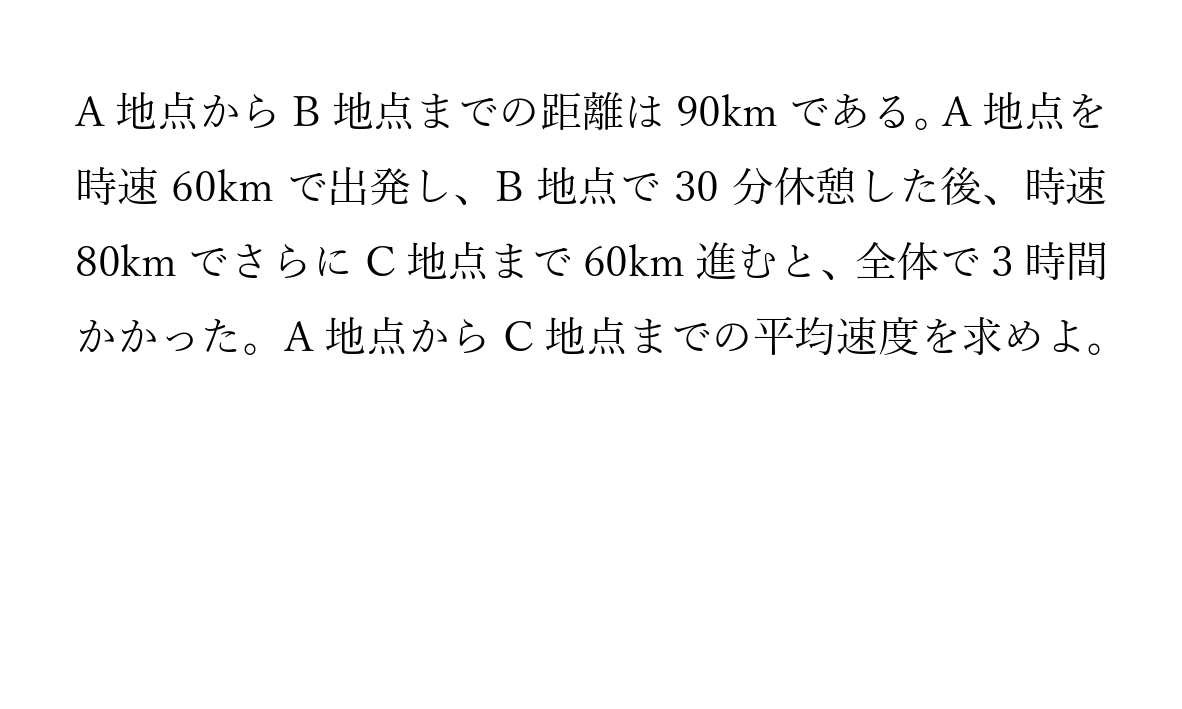 A 地点から B 地点までの距離は 90km である。A 地点を
時速 60km で出発し、B 地点で 30 分休憩した後、時速
80km でさらに C 地点まで 60km 進むと、全体で 3 時間
かかった。A 地点から C 地点までの平均速度を求めよ。